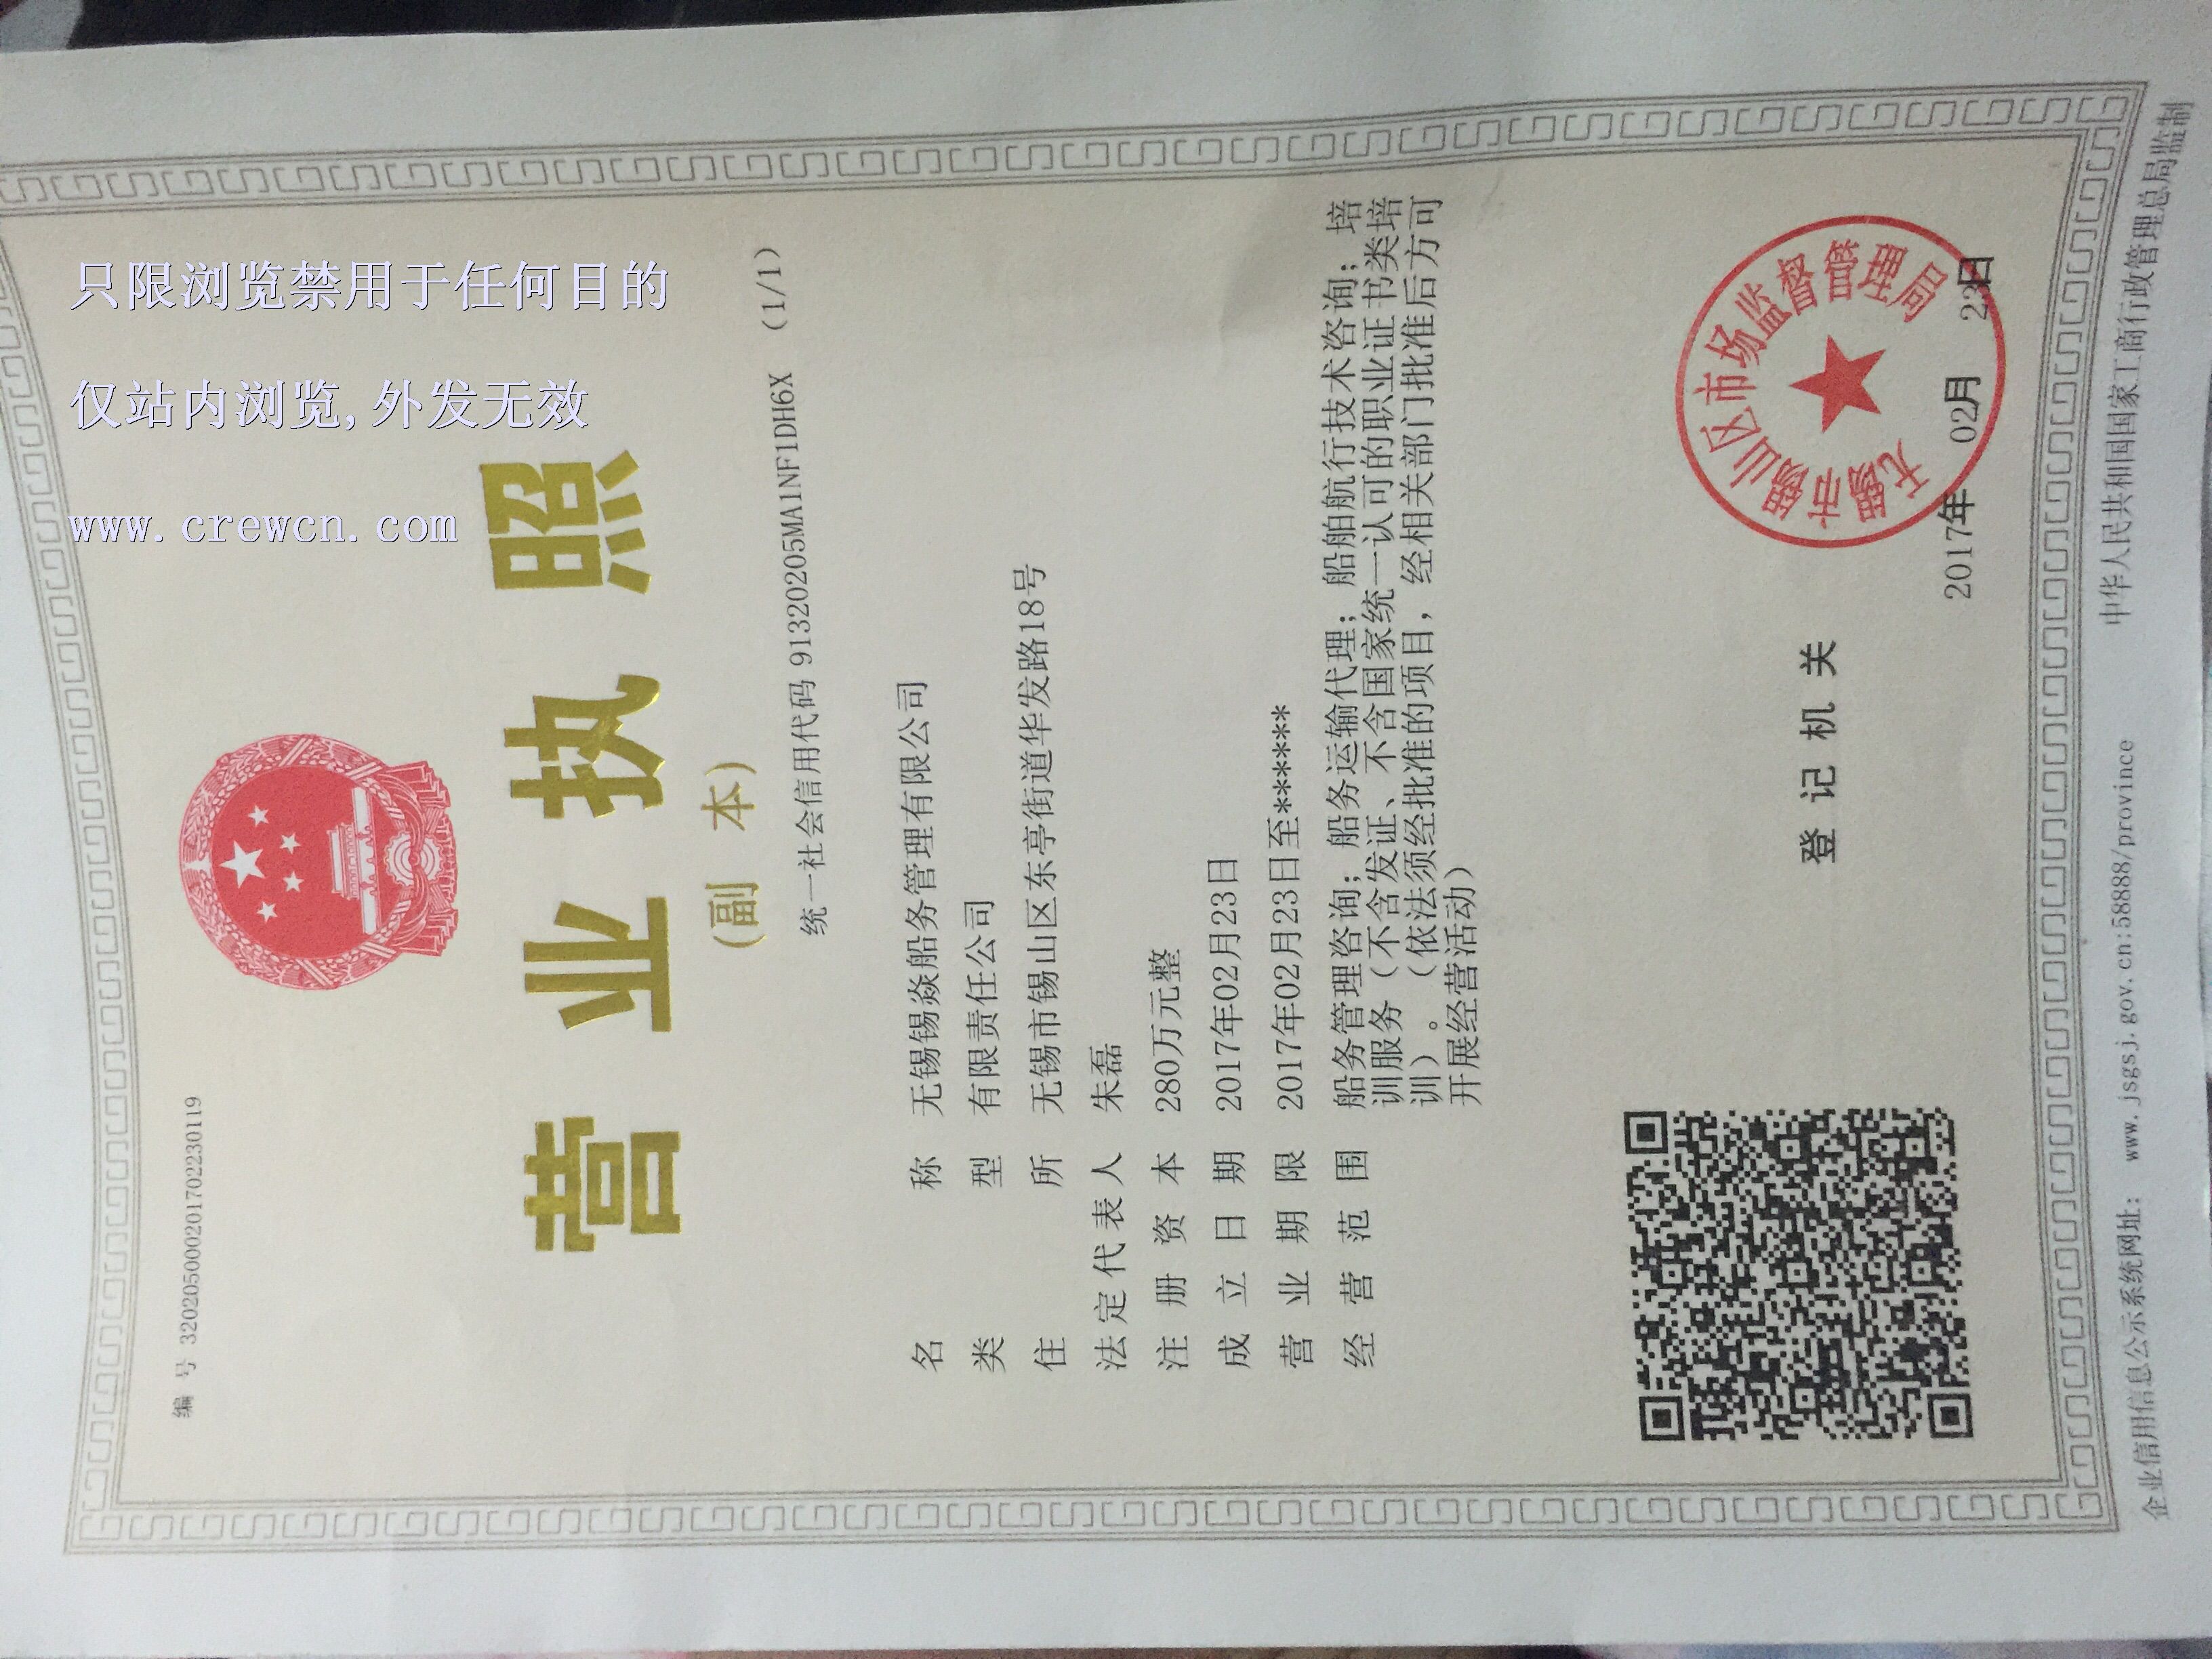 只限浏览禁用于任何目的
仅站内浏览,外发无效
www.crewcn.com
编 号 320205000201702230119
营业执照
(副 本)
统一社会信用代码 91320205MA1NF1DH6X (1/1)
名 称 无锡锡焱船务管理有限公司
类 型 有限责任公司
住 所 无锡市锡山区东亭街道华发路18号
法定代表人 朱磊
注册资本 280万元整
成立日期 2017年02月23日
营业期限 2017年02月23日至*******
经营范围 船务管理咨询;船务运输代理;船舶航行技术咨询;培
训服务(不含发证、不含国家统一认可的职业证书类培
训)。(依法须经批准的项目,经相关部门批准后方可
开展经营活动)
登记机关
无锡市锡山区市场监督管理局
2017年 02月 23日
企业信用信息公示系统网址: www.jsgsj.gov.cn:58888/province 中华人民共和国国家工商行政管理总局监制